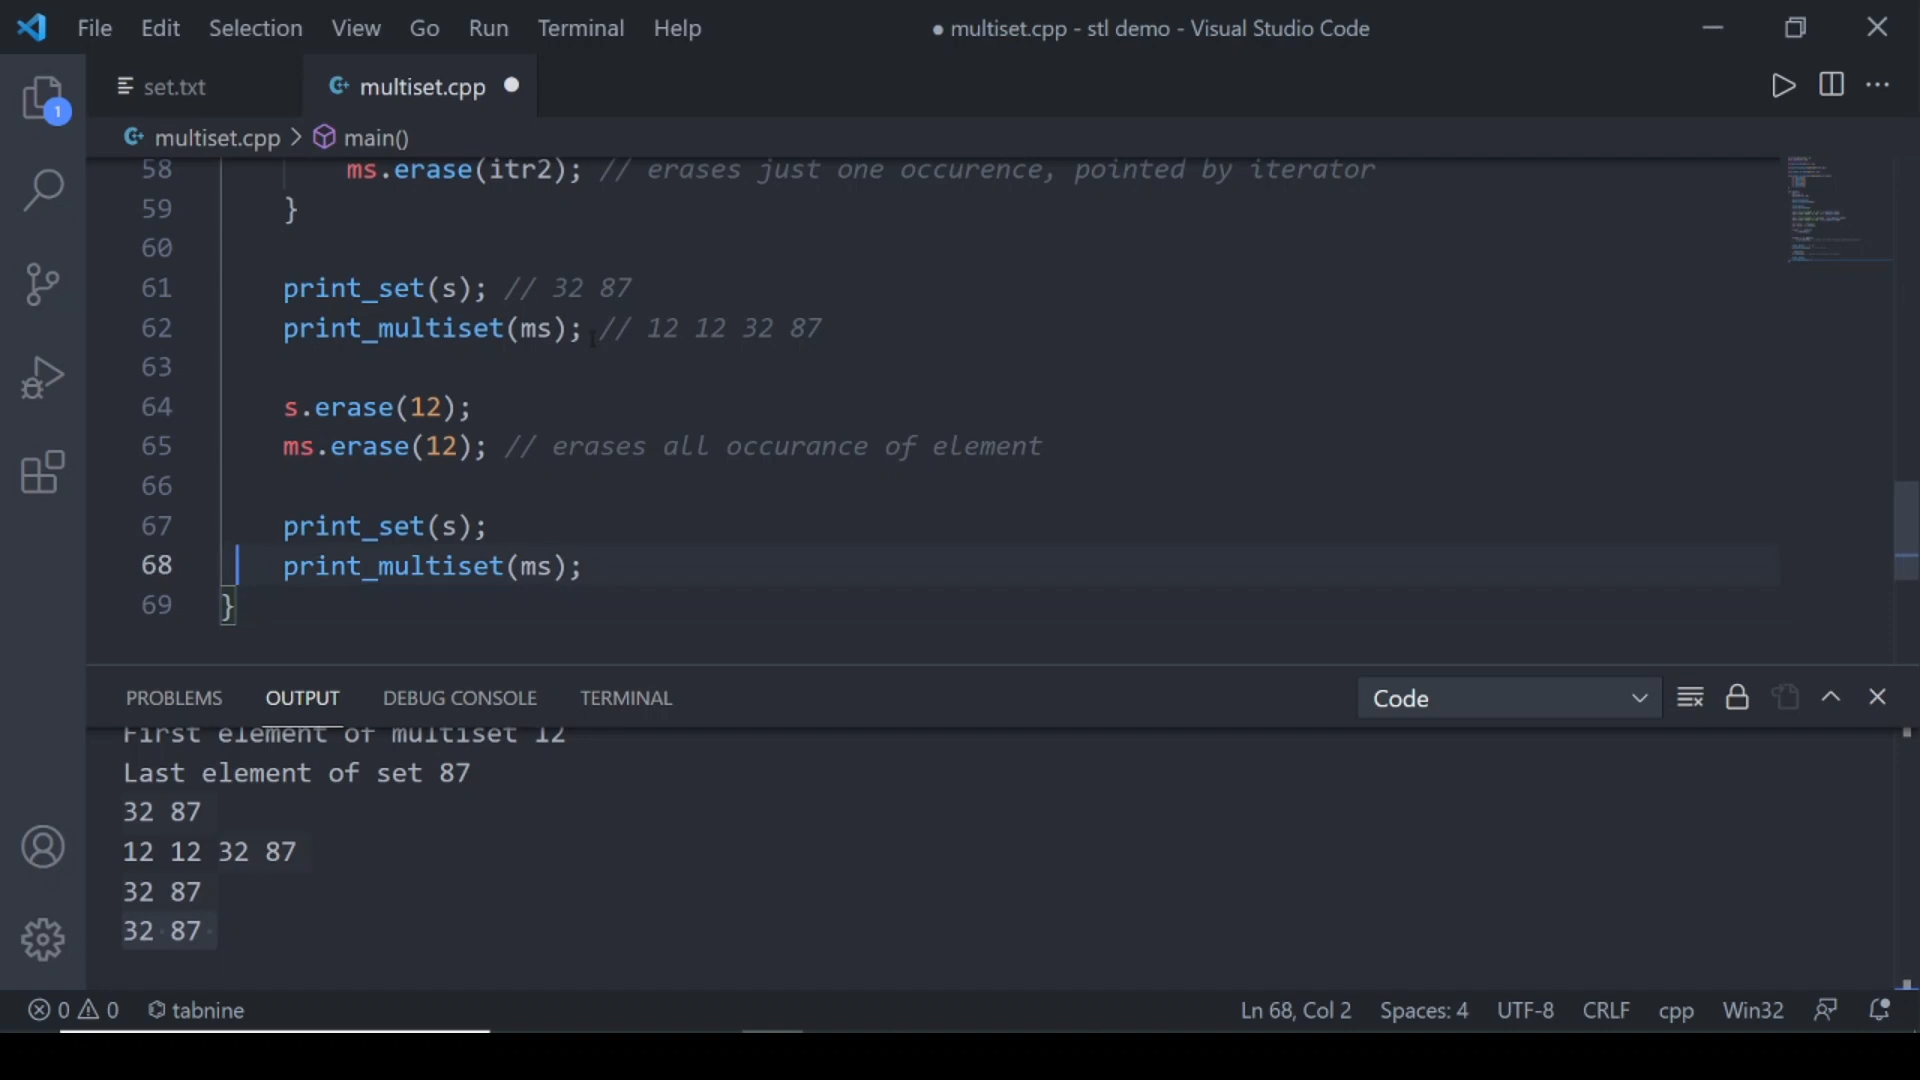 File Edit Selection View Go Run Terminal Help ● multiset.cpp - stl demo - Visual Studio Code
set.txt multiset.cpp
1
multiset.cpp > main()
58 ms.erase(itr2); // erases just one occurence, pointed by iterator
59 }
60
61 print_set(s); // 32 87
62 print_multiset(ms); // 12 12 32 87
63
64 s.erase(12);
65 ms.erase(12); // erases all occurance of element
66
67 print_set(s);
68 print_multiset(ms);
69 }
PROBLEMS OUTPUT DEBUG CONSOLE TERMINAL Code
First element of multiset 12
Last element of set 87
32 87
12 12 32 87
32 87
32 87
0 0 tabnine Ln 68, Col 2 Spaces: 4 UTF-8 CRLF cpp Win32